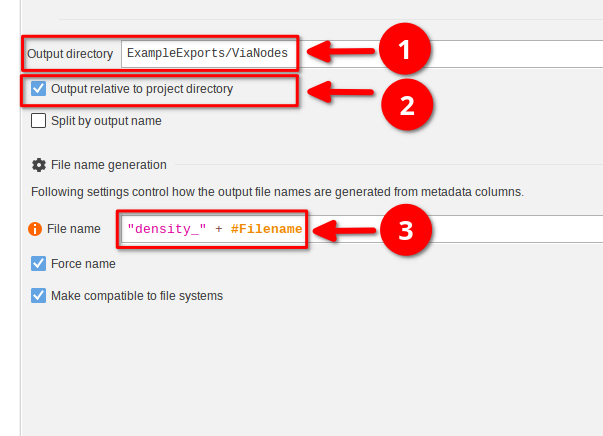 Output directory ExampleExports/ViaNodes 1
Output relative to project directory 2
Split by output name
File name generation
Following settings control how the output file names are generated from metadata columns.
File name "density_" + #Filename 3
Force name
Make compatible to file systems